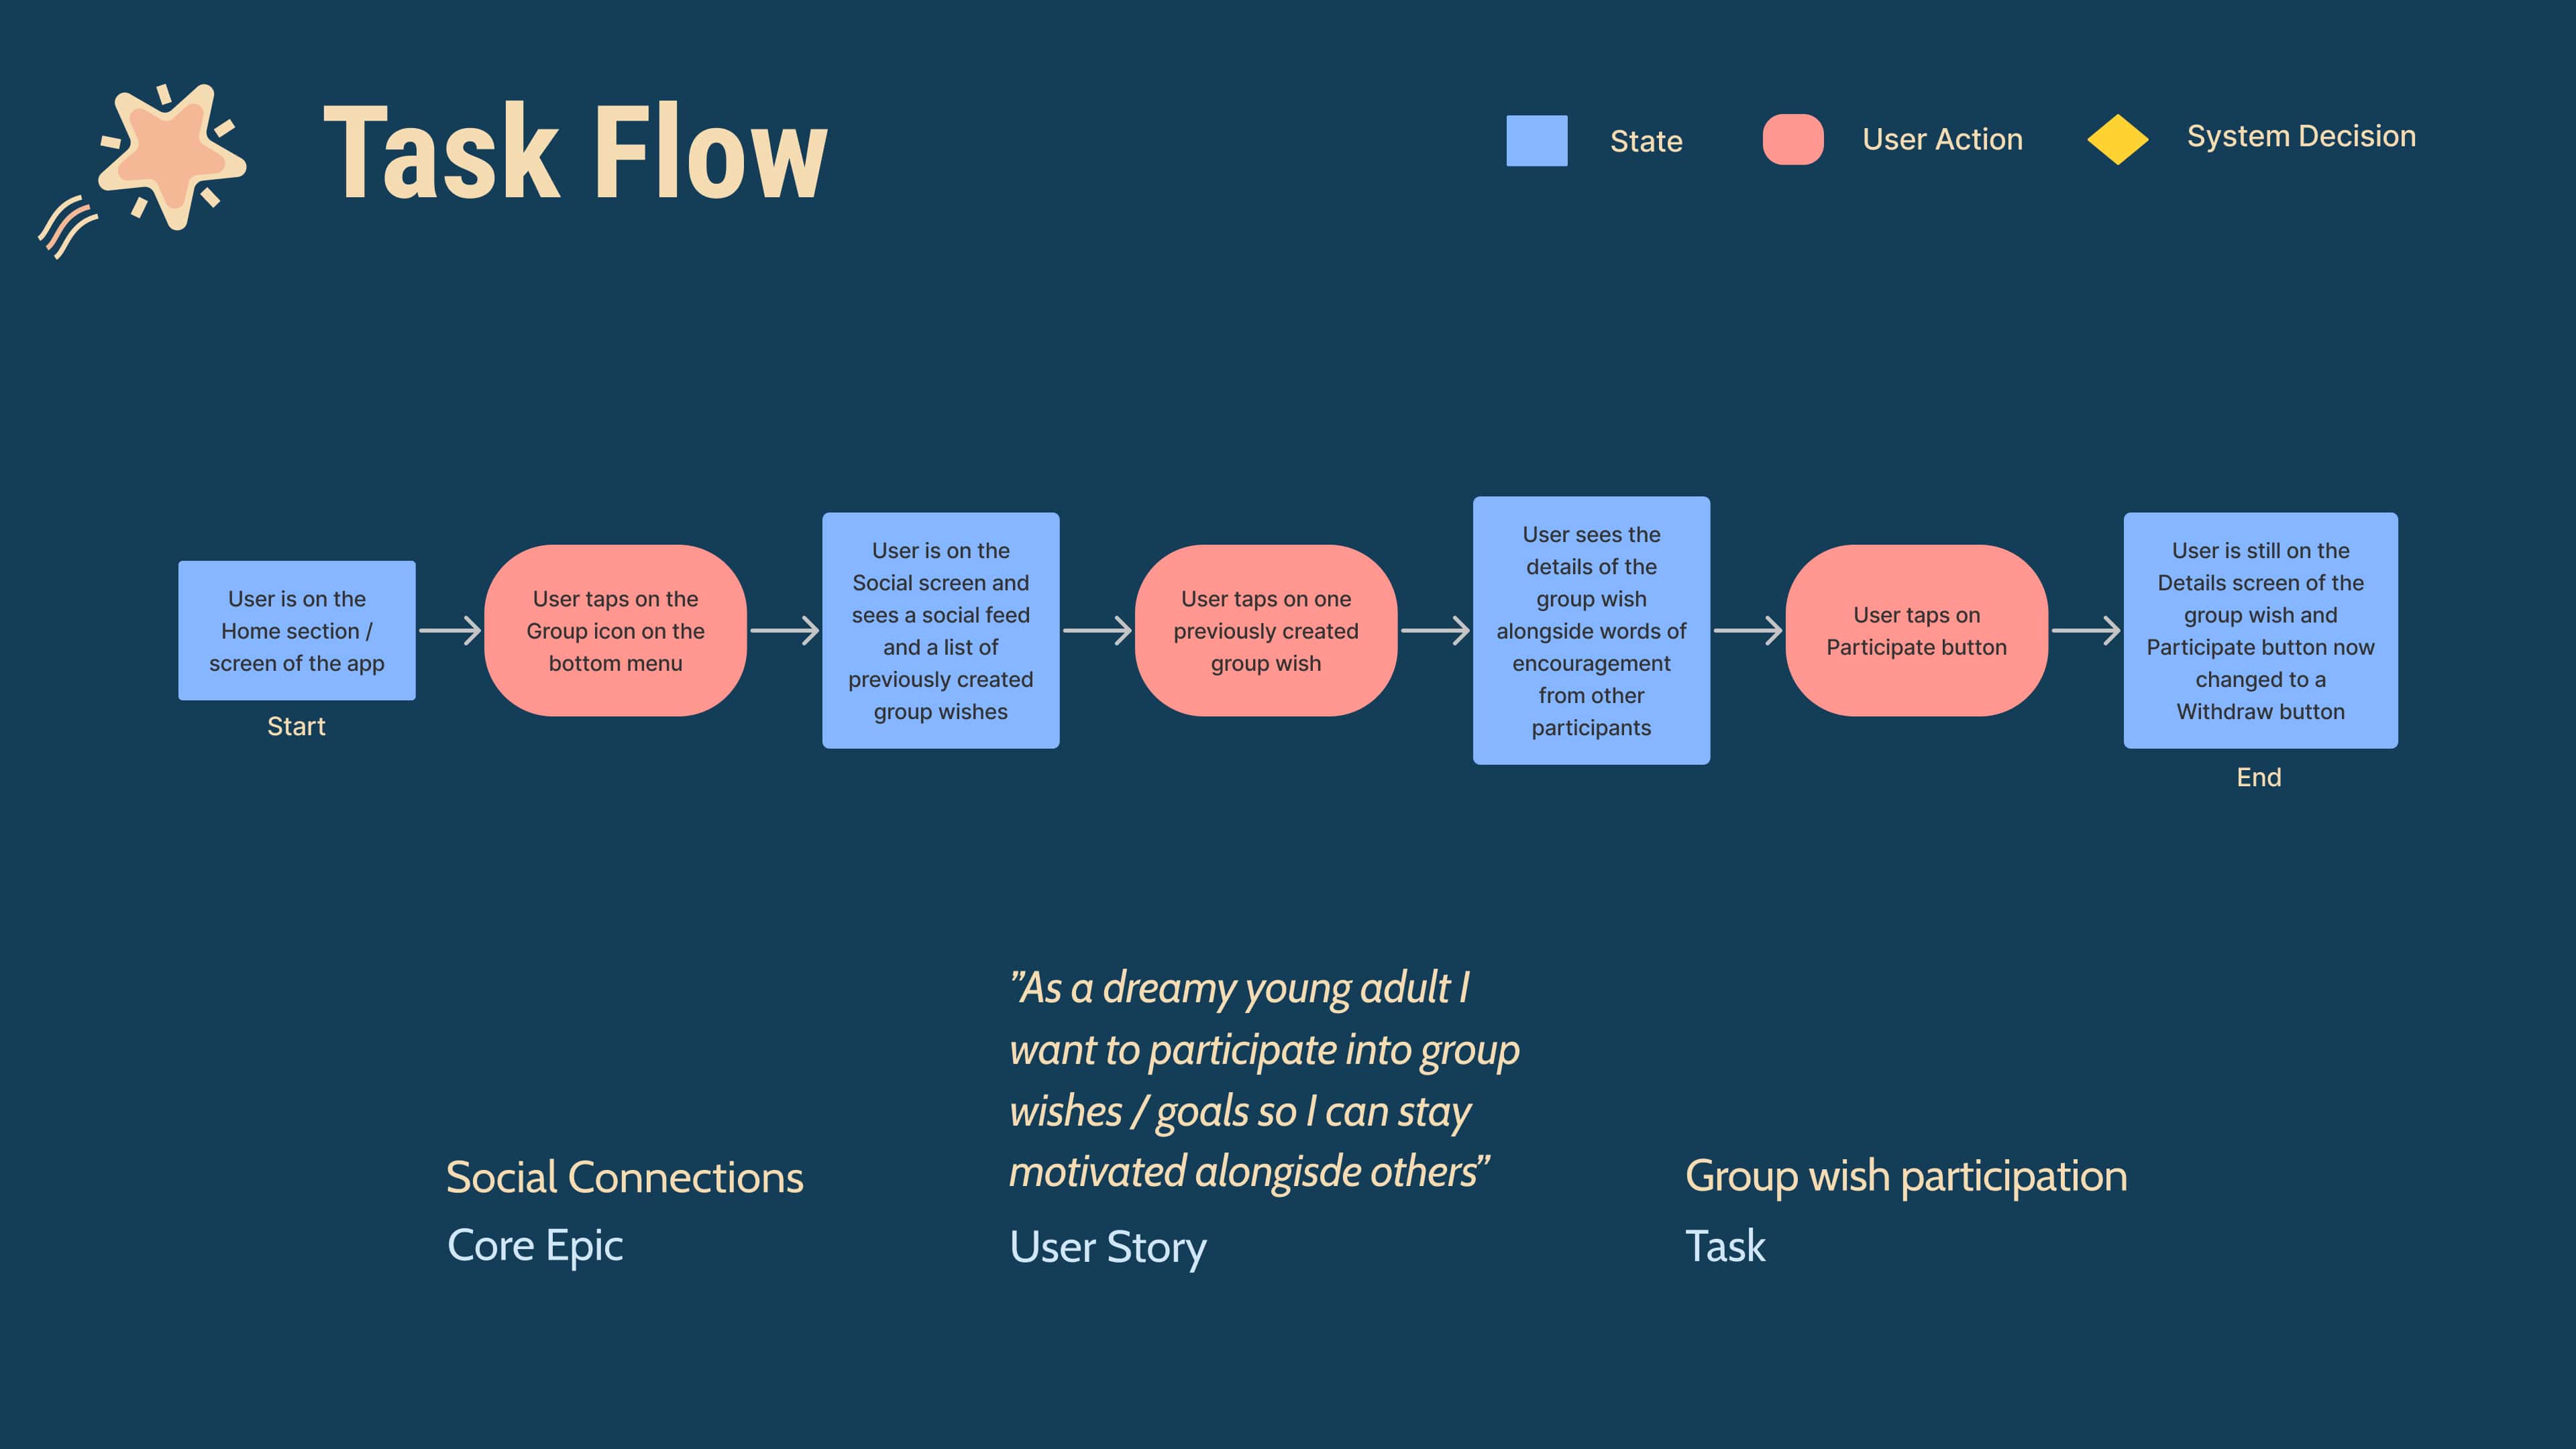 Task Flow
State
User Action
System Decision
User is on the
Home section /
screen of the app
Start
User taps on the
Group icon on the
bottom menu
User is on the
Social screen and
sees a social feed
and a list of
previously created
group wishes
User taps on one
previously created
group wish
User sees the
details of the
group wish
alongside words of
encouragement
from other
participants
User taps on
Participate button
User is still on the
Details screen of the
group wish and
Participate button now
changed to a
Withdraw button
End
Social Connections
Core Epic
”As a dreamy young adult I
want to participate into group
wishes / goals so I can stay
motivated alongisde others”
User Story
Group wish participation
Task